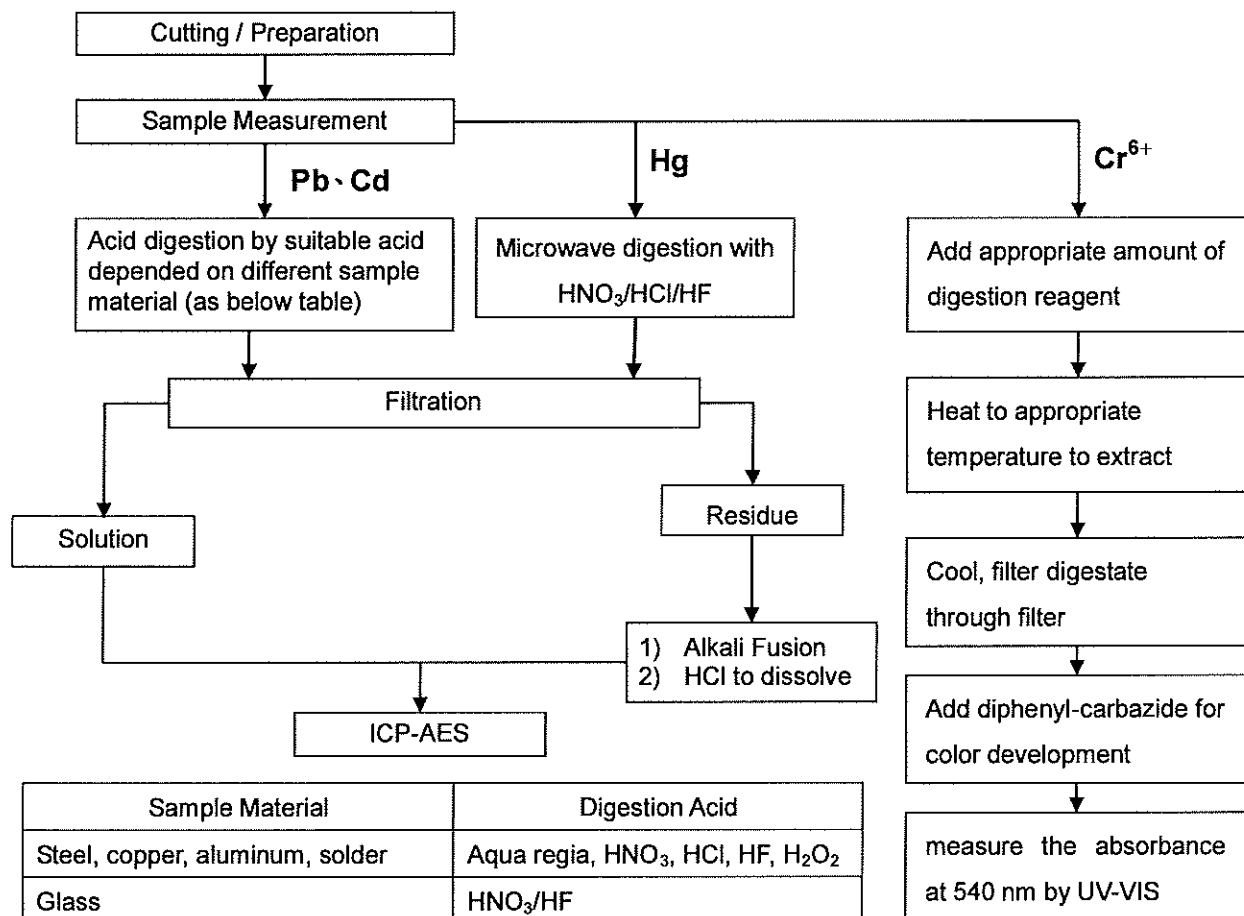 Cutting / Preparation
Sample Measurement
Pb、Cd
Hg
Cr⁶⁺
Acid digestion by suitable acid
depended on different sample
material (as below table)
Microwave digestion with
HNO₃/HCl/HF
Add appropriate amount of
digestion reagent
Filtration
Heat to appropriate
temperature to extract
Solution
Residue
Cool, filter digestate
through filter
1) Alkali Fusion
2) HCl to dissolve
ICP-AES
Add diphenyl-carbazide for
color development
Sample Material
Digestion Acid
Steel, copper, aluminum, solder
Aqua regia, HNO₃, HCl, HF, H₂O₂
Glass
HNO₃/HF
measure the absorbance
at 540 nm by UV-VIS